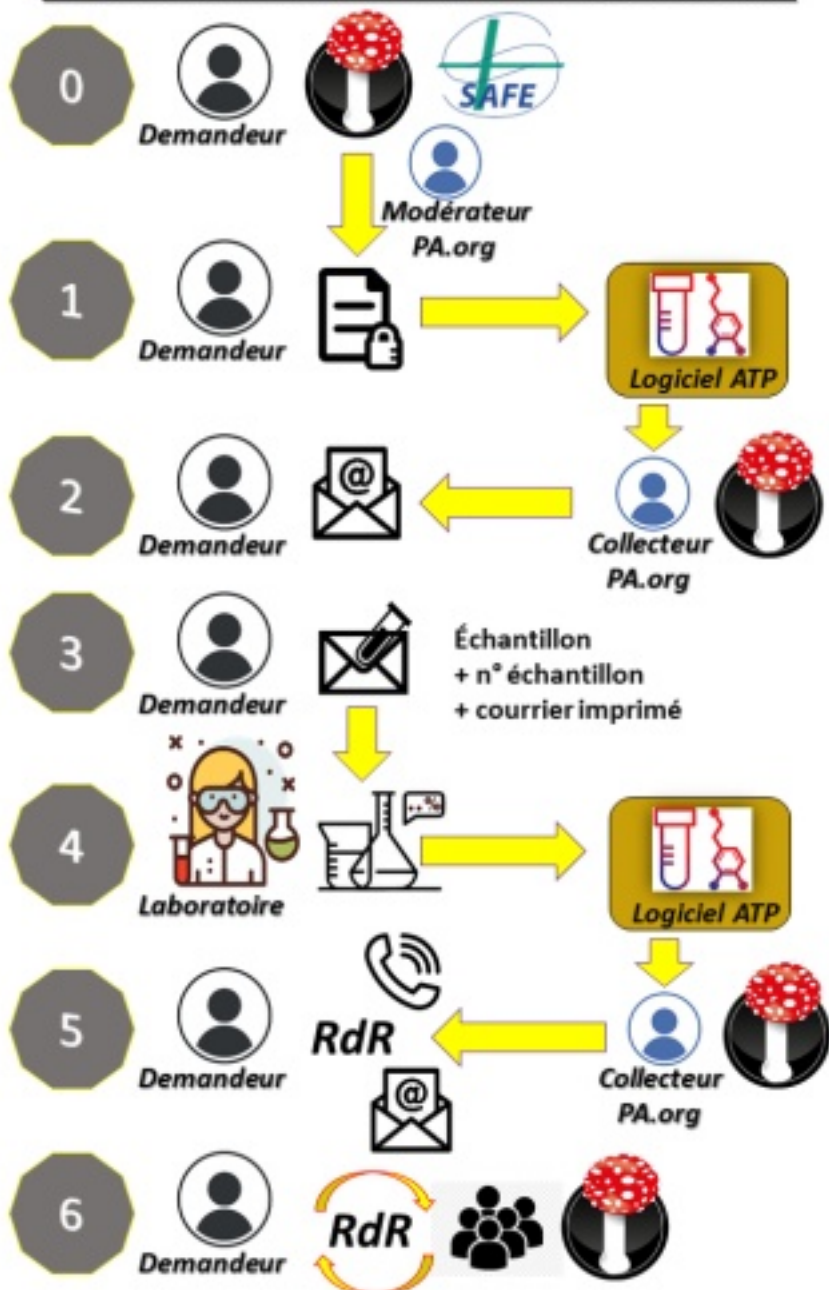 0
Demandeur
SAFE
Modérateur
PA.org
1
Demandeur
Logiciel ATP
2
Demandeur
@
Collecteur
PA.org
3
Demandeur
Échantillon
+ n° échantillon
+ courrier imprimé
4
Laboratoire
Logiciel ATP
5
Demandeur
RdR
@
Collecteur
PA.org
6
Demandeur
RdR